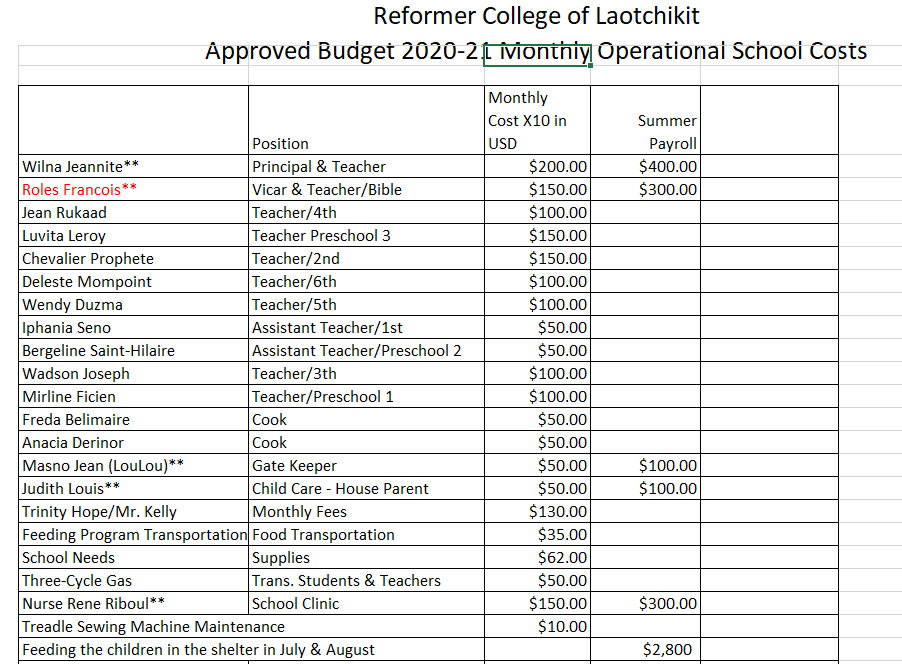 Reformer College of Laotchikit
Approved Budget 2020-21 Monthly Operational School Costs
Position Monthly Cost X10 in USD Summer Payroll
Wilna Jeannite** Principal & Teacher $200.00 $400.00
Roles Francois** Vicar & Teacher/Bible $150.00 $300.00
Jean Rukaad Teacher/4th $100.00
Luvita Leroy Teacher Preschool 3 $150.00
Chevalier Prophete Teacher/2nd $150.00
Deleste Mompoint Teacher/6th $100.00
Wendy Duzma Teacher/5th $100.00
Iphania Seno Assistant Teacher/1st $50.00
Bergeline Saint-Hilaire Assistant Teacher/Preschool 2 $50.00
Wadson Joseph Teacher/3th $100.00
Mirline Ficien Teacher/Preschool 1 $100.00
Freda Belimaire Cook $50.00
Anacia Derinor Cook $50.00
Masno Jean (LouLou)** Gate Keeper $50.00 $100.00
Judith Louis** Child Care - House Parent $50.00 $100.00
Trinity Hope/Mr. Kelly Monthly Fees $130.00
Feeding Program Transportation Food Transportation $35.00
School Needs Supplies $62.00
Three-Cycle Gas Trans. Students & Teachers $50.00
Nurse Rene Riboul** School Clinic $150.00 $300.00
Treadle Sewing Machine Maintenance $10.00
Feeding the children in the shelter in July & August $2,800